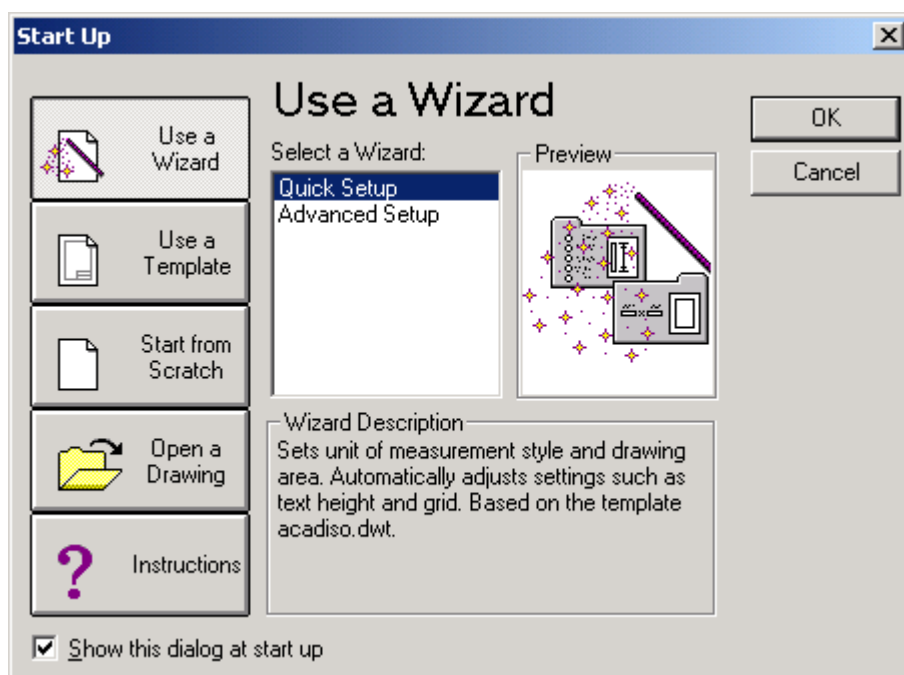 Start Up
Use a
Wizard
Use a
Template
Start from
Scratch
Open a
Drawing
Instructions
Use a Wizard
Select a Wizard:
Quick Setup
Advanced Setup
Preview
Wizard Description
Sets unit of measurement style and drawing
area. Automatically adjusts settings such as
text height and grid. Based on the template
acadiso.dwt.
OK
Cancel
Show this dialog at start up